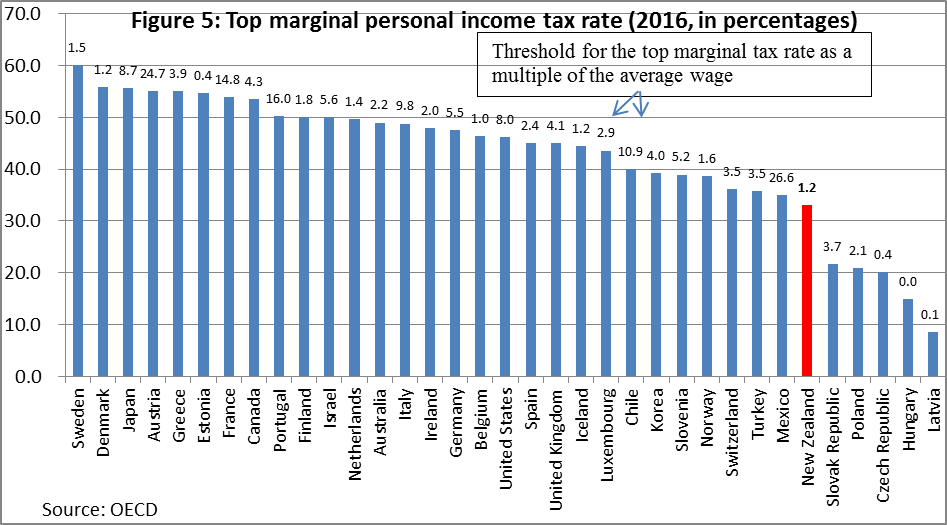 Figure 5: Top marginal personal income tax rate (2016, in percentages)
Threshold for the top marginal tax rate as a
multiple of the average wage
70.0
60.0
50.0
40.0
30.0
20.0
10.0
0.0
1.5
1.2
8.7
24.7
3.9
0.4
14.8
4.3
16.0
1.8
5.6
1.4
2.2
9.8
2.0
5.5
1.0
8.0
2.4
4.1
1.2
2.9
10.9
4.0
5.2
1.6
3.5
3.5
26.6
1.2
3.7
2.1
0.4
0.0
0.1
Sweden
Denmark
Japan
Austria
Greece
Estonia
France
Canada
Portugal
Finland
Israel
Netherlands
Australia
Italy
Ireland
Germany
Belgium
United States
Spain
United Kingdom
Iceland
Luxembourg
Chile
Korea
Slovenia
Norway
Switzerland
Turkey
Mexico
New Zealand
Slovak Republic
Poland
Czech Republic
Hungary
Latvia
Source: OECD